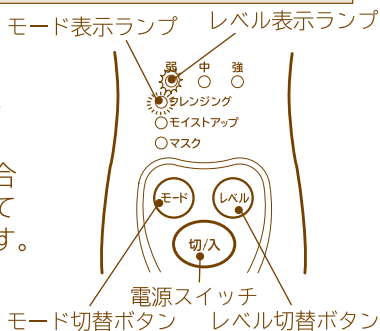 モード表示ランプ
レベル表示ランプ
弱 中 強
クレンジング
モイストアップ
マスク
合
て
す。
モード
レベル
切/入
電源スイッチ
モード切替ボタン
レベル切替ボタン